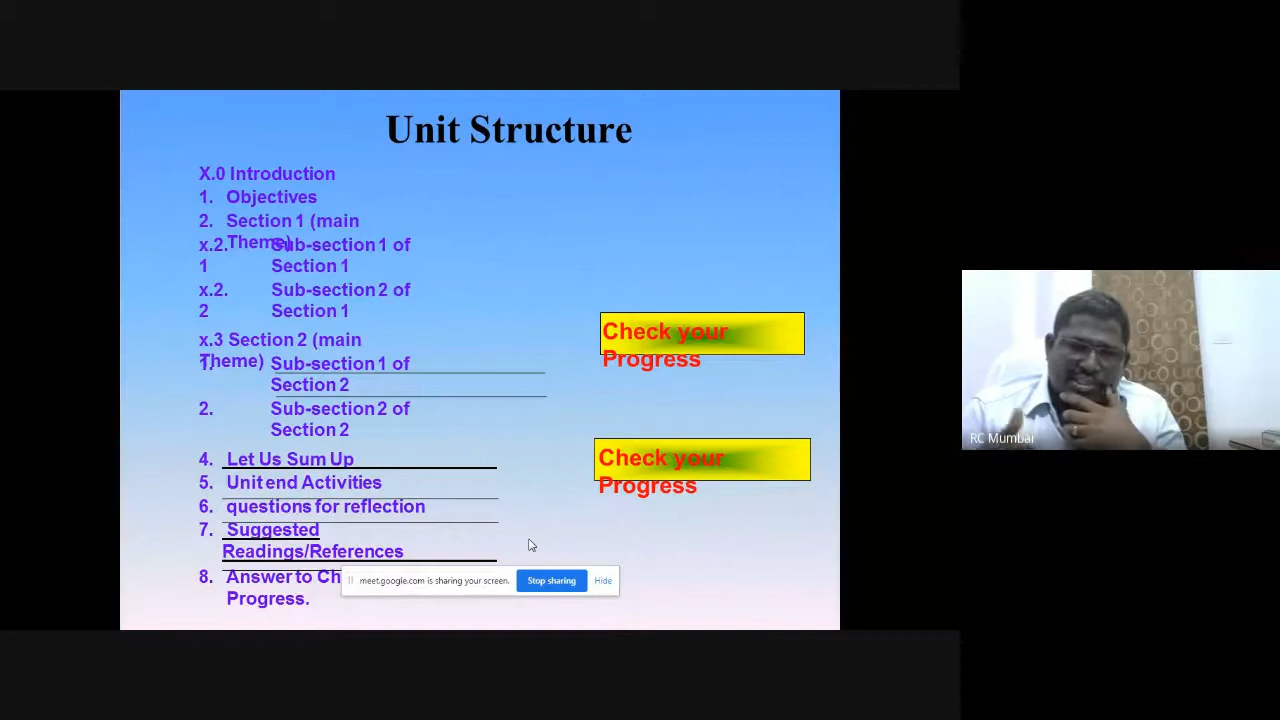 Unit Structure
X.0 Introduction
1. Objectives
2. Section 1 (main
Theme)
x.2. Sub-section 1 of
1 Section 1
x.2. Sub-section 2 of
2 Section 1
x.3 Section 2 (main
Theme)
1. Sub-section 1 of
Section 2
2. Sub-section 2 of
Section 2
4. Let Us Sum Up
5. Unit end Activities
6. questions for reflection
7. Suggested
Readings/References
8. Answer to Ch
Progress.
Check your
Progress
Check your
Progress
meet.google.com is sharing your screen. Stop sharing Hide
RC Mumbai